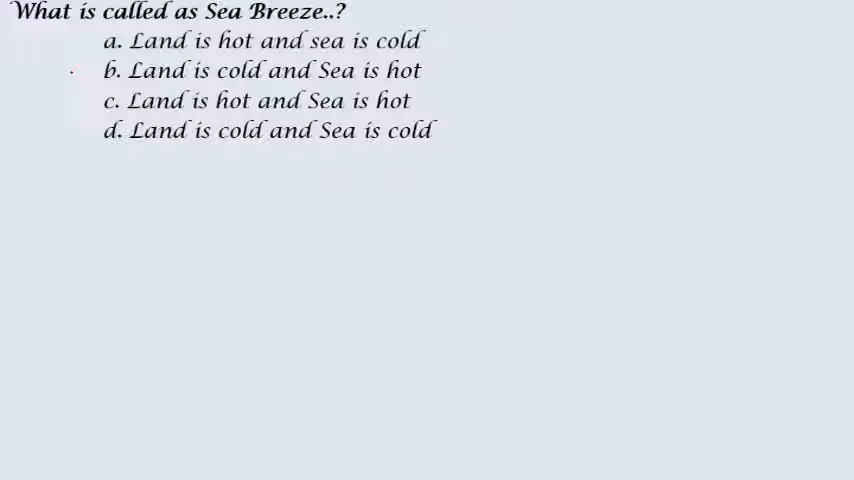 What is called as Sea Breeze..?
a. Land is hot and sea is cold
b. Land is cold and Sea is hot
c. Land is hot and Sea is hot
d. Land is cold and Sea is cold